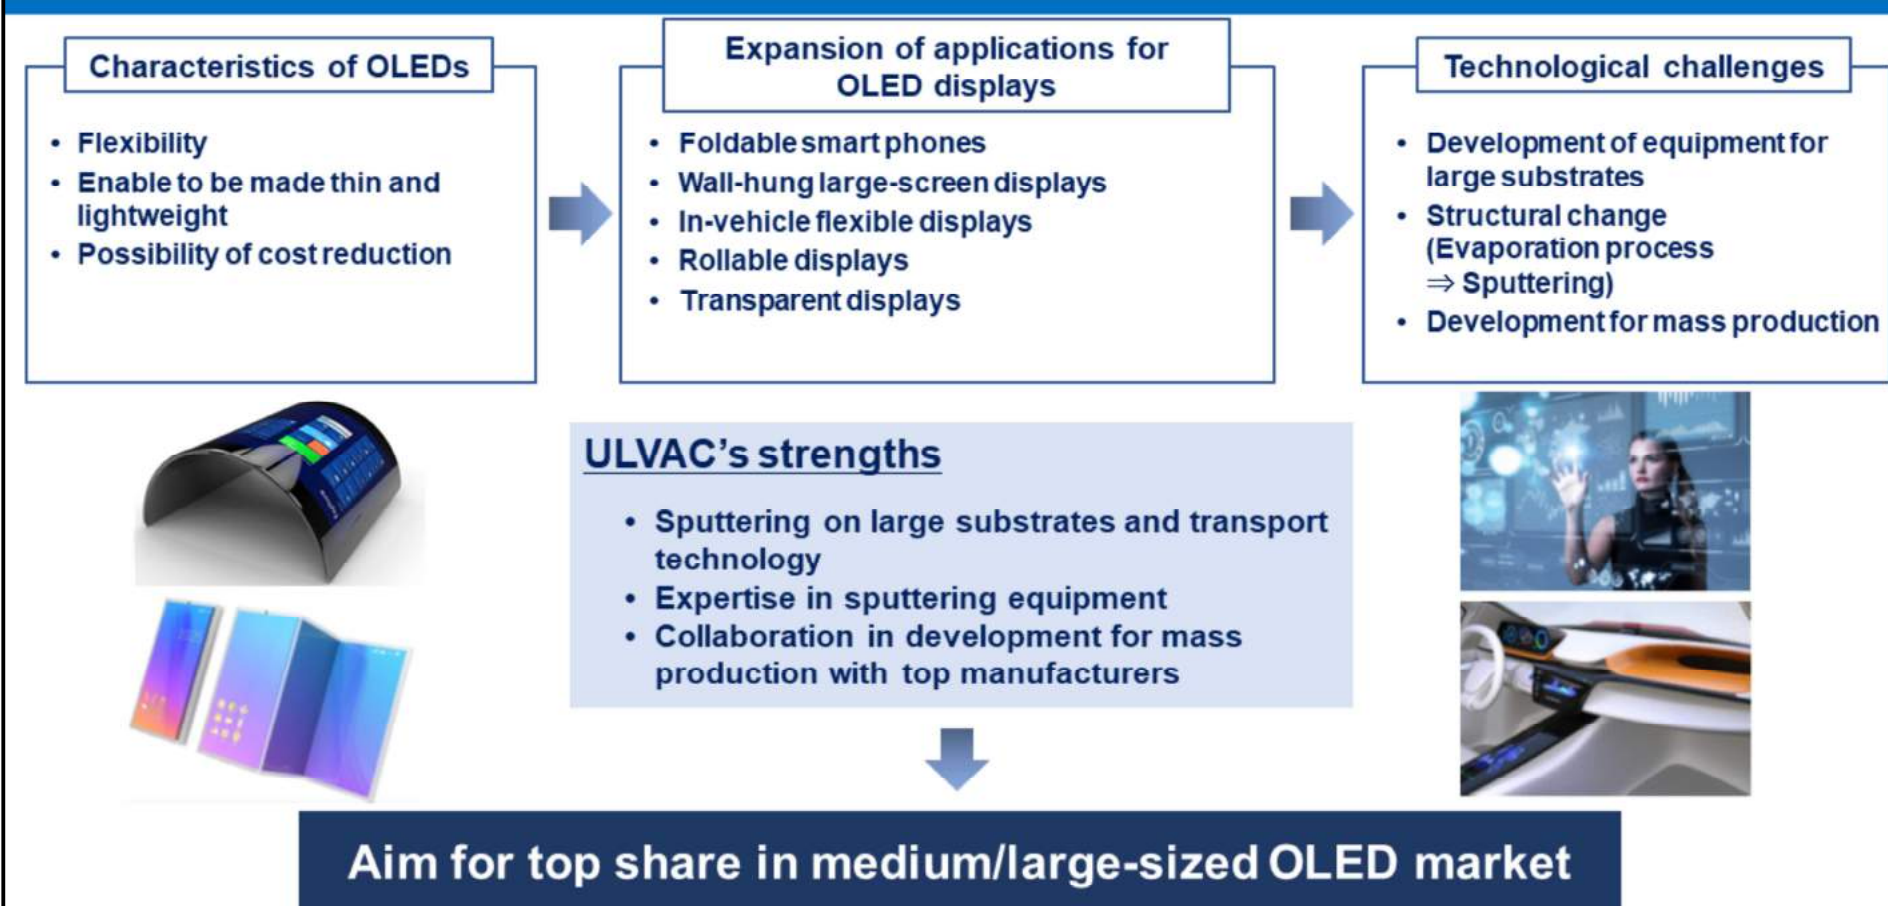 Characteristics of OLEDs
• Flexibility
• Enable to be made thin and
lightweight
• Possibility of cost reduction
Expansion of applications for
OLED displays
• Foldable smart phones
• Wall-hung large-screen displays
• In-vehicle flexible displays
• Rollable displays
• Transparent displays
Technological challenges
• Development of equipment for
large substrates
• Structural change
(Evaporation process
⇒ Sputtering)
• Development for mass production
ULVAC's strengths
• Sputtering on large substrates and transport
technology
• Expertise in sputtering equipment
• Collaboration in development for mass
production with top manufacturers
Aim for top share in medium/large-sized OLED market